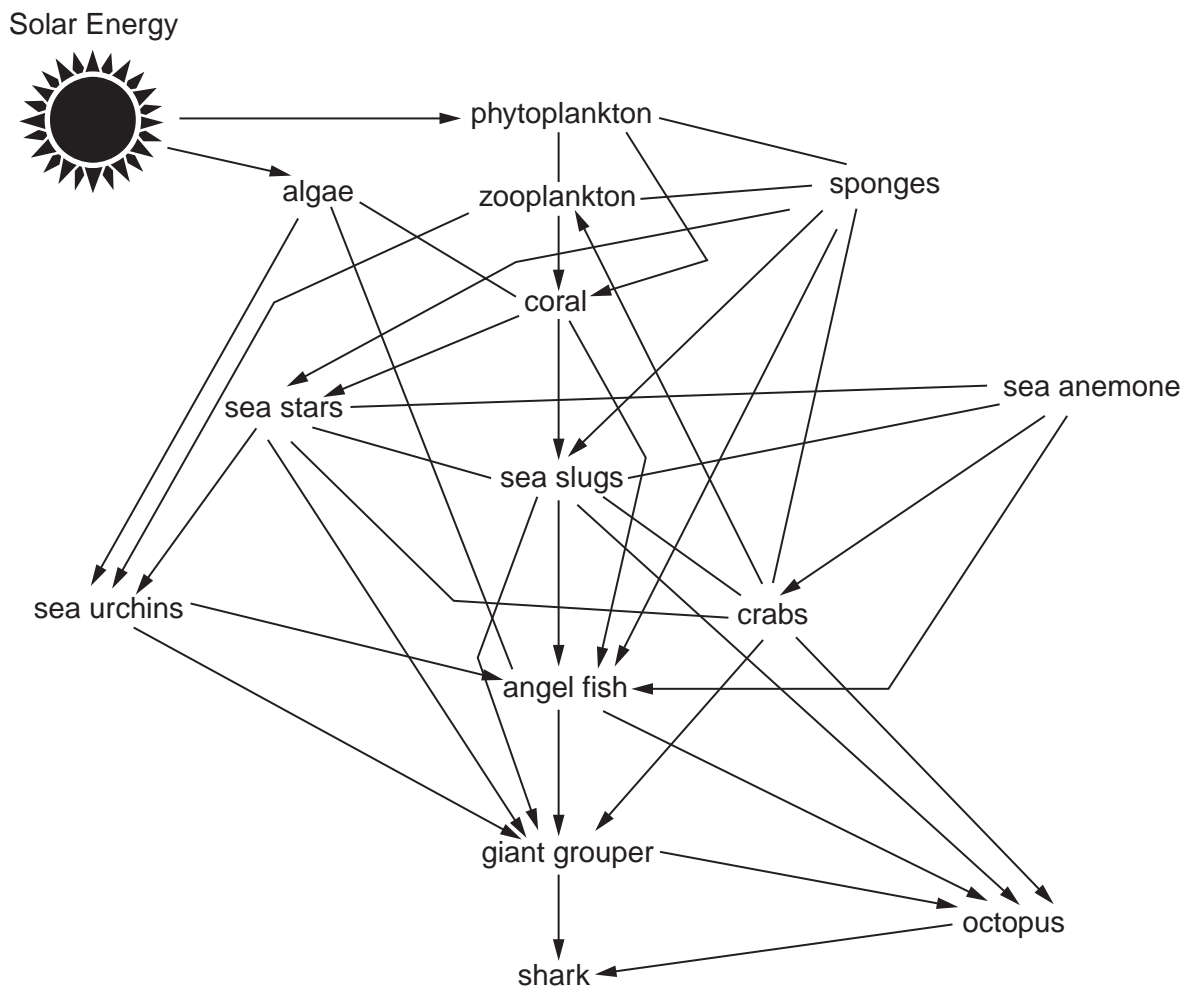 Solar Energy
phytoplankton
algae
zooplankton
sponges
coral
sea anemone
sea stars
sea slugs
sea urchins
crabs
angel fish
giant grouper
octopus
shark